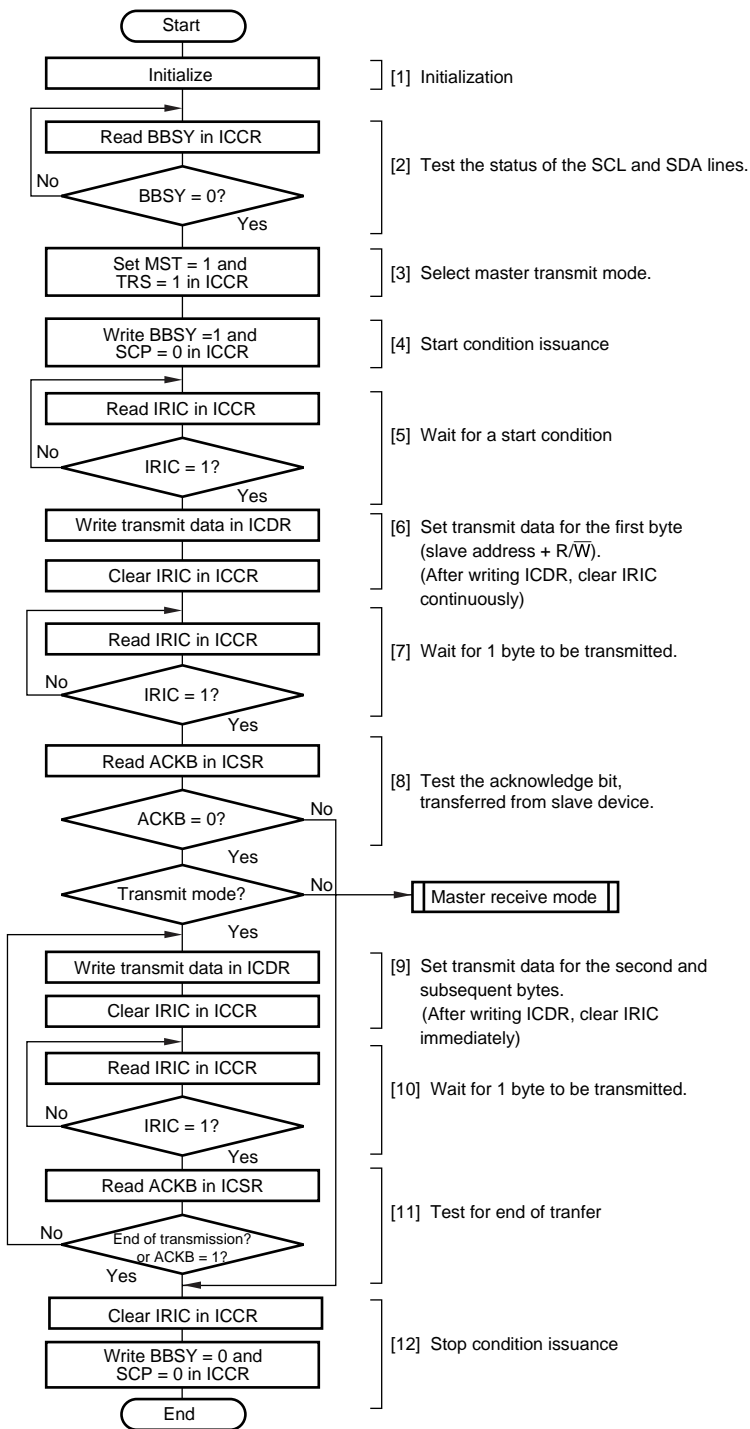 Start
Initialize
[1] Initialization
Read BBSY in ICCR
[2] Test the status of the SCL and SDA lines.
No
BBSY = 0?
Yes
Set MST = 1 and
TRS = 1 in ICCR
[3] Select master transmit mode.
Write BBSY =1 and
SCP = 0 in ICCR
[4] Start condition issuance
Read IRIC in ICCR
[5] Wait for a start condition
No
IRIC = 1?
Yes
Write transmit data in ICDR
[6] Set transmit data for the first byte
(slave address + R/W̅).
(After writing ICDR, clear IRIC
continuously)
Clear IRIC in ICCR
Read IRIC in ICCR
[7] Wait for 1 byte to be transmitted.
No
IRIC = 1?
Yes
Read ACKB in ICSR
[8] Test the acknowledge bit,
transferred from slave device.
No
ACKB = 0?
Yes
Transmit mode?
No
Master receive mode
Yes
Write transmit data in ICDR
[9] Set transmit data for the second and
subsequent bytes.
(After writing ICDR, clear IRIC
immediately)
Clear IRIC in ICCR
Read IRIC in ICCR
[10] Wait for 1 byte to be transmitted.
No
IRIC = 1?
Yes
Read ACKB in ICSR
[11] Test for end of tranfer
No
End of transmission?
or ACKB = 1?
Yes
Clear IRIC in ICCR
[12] Stop condition issuance
Write BBSY = 0 and
SCP = 0 in ICCR
End